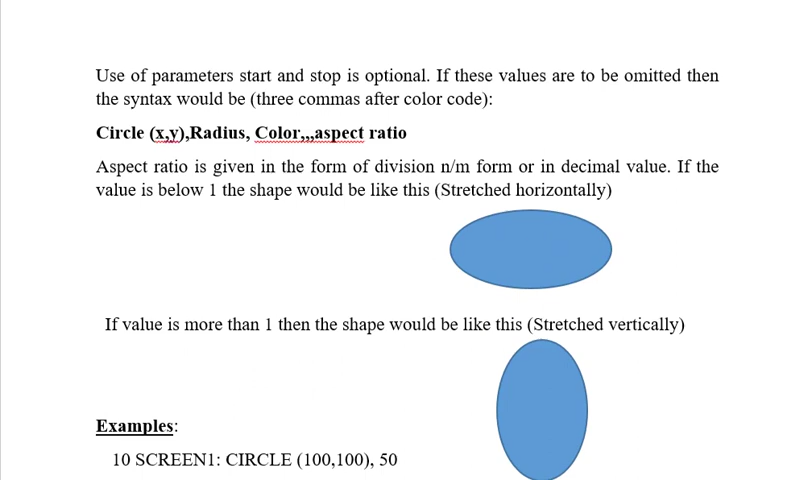 Use of parameters start and stop is optional. If these values are to be omitted then
the syntax would be (three commas after color code):
Circle (x,y),Radius, Color,,,aspect ratio
Aspect ratio is given in the form of division n/m form or in decimal value. If the
value is below 1 the shape would be like this (Stretched horizontally)
If value is more than 1 then the shape would be like this (Stretched vertically)
Examples:
10 SCREEN1: CIRCLE (100,100), 50